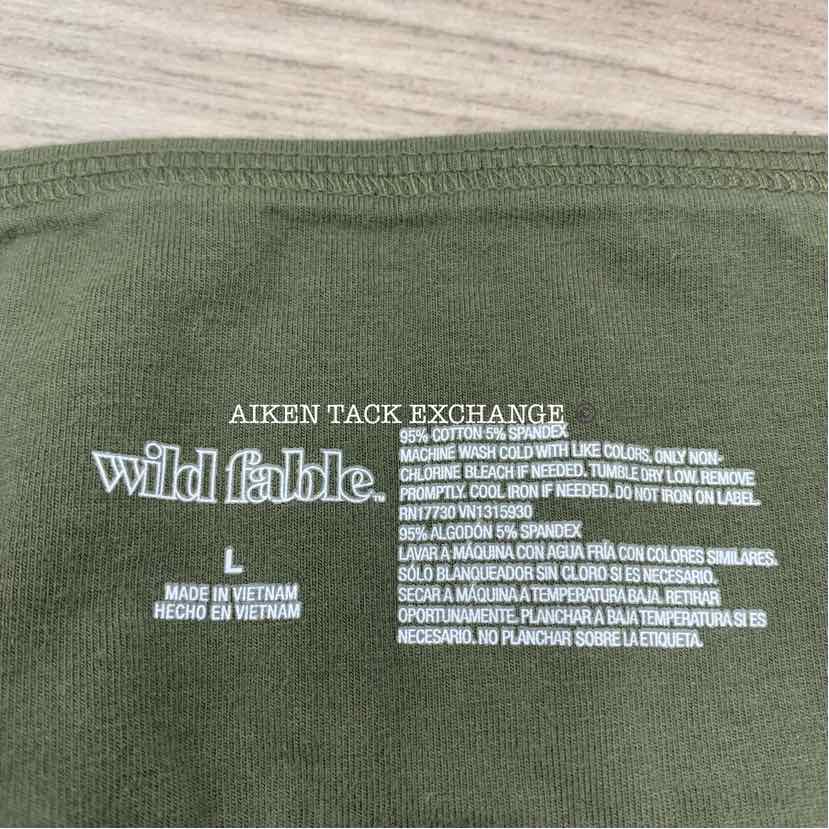 AIKEN TACK EXCHANGE ©
wild fable™
L
MADE IN VIETNAM
HECHO EN VIETNAM
95% COTTON 5% SPANDEX
MACHINE WASH COLD WITH LIKE COLORS. ONLY NON-
CHLORINE BLEACH IF NEEDED. TUMBLE DRY LOW. REMOVE
PROMPTLY. COOL IRON IF NEEDED. DO NOT IRON ON LABEL.
RN17730 VN1315930
95% ALGODÓN 5% SPANDEX
LAVAR A MÁQUINA CON AGUA FRÍA CON COLORES SIMILARES.
SÓLO BLANQUEADOR SIN CLORO SI ES NECESARIO.
SECAR A MÁQUINA A TEMPERATURA BAJA. RETIRAR
OPORTUNAMENTE. PLANCHAR A BAJA TEMPERATURA SI ES
NECESARIO. NO PLANCHAR SOBRE LA ETIQUETA.